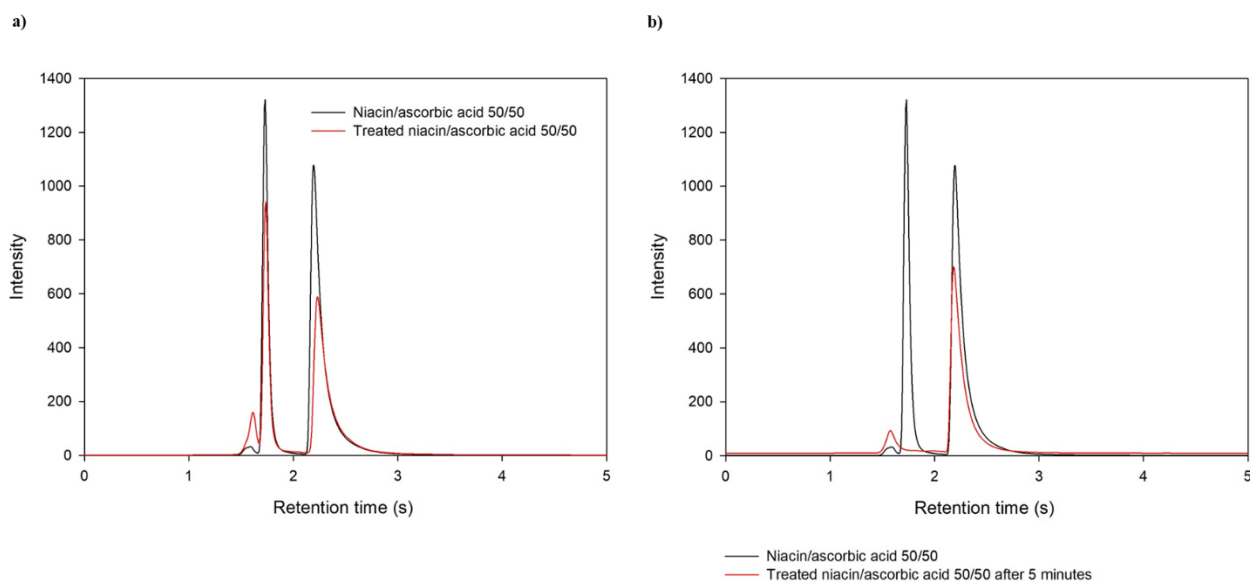 a)
1400
1200
1000
800
600
400
200
0
Intensity
0 1 2 3 4 5
Retention time (s)
Niacin/ascorbic acid 50/50
Treated niacin/ascorbic acid 50/50
b)
1400
1200
1000
800
600
400
200
0
Intensity
0 1 2 3 4 5
Retention time (s)
Niacin/ascorbic acid 50/50
Treated niacin/ascorbic acid 50/50 after 5 minutes